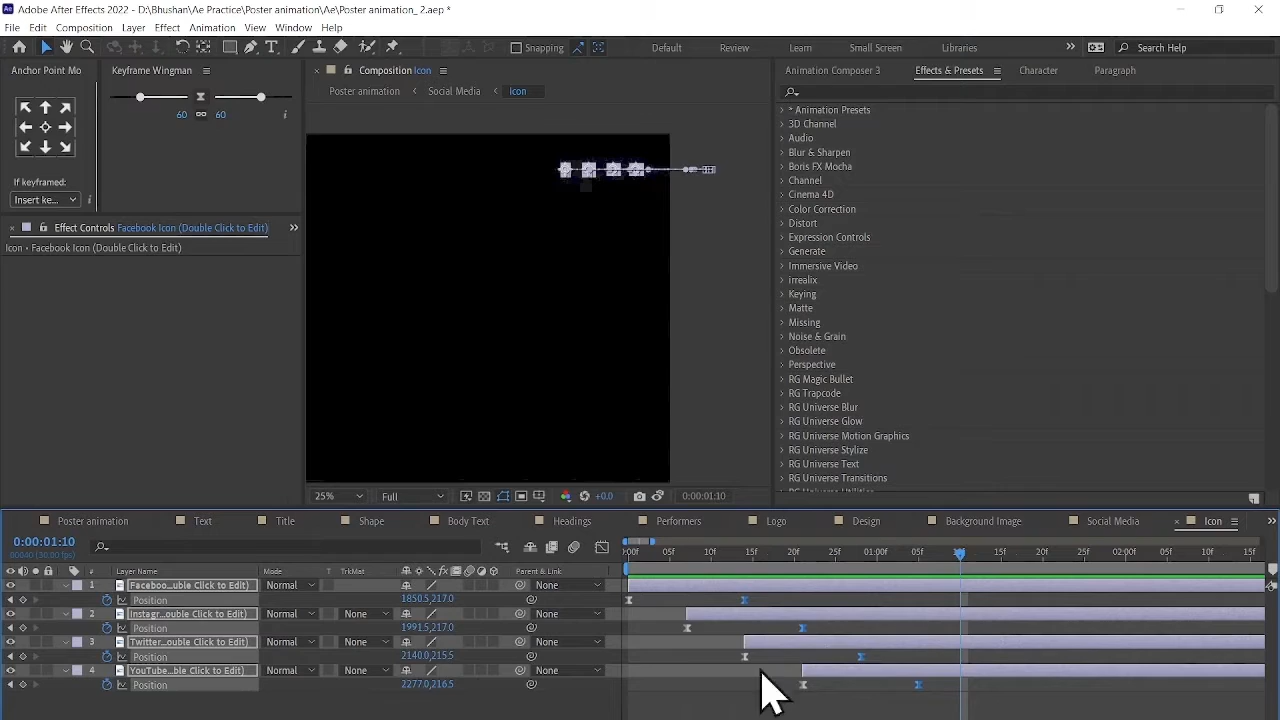 Adobe After Effects 2022 - D:\Bhushan\Ae Practice\Poster animation\Ae\Poster animation_ 2.aep *
File Edit Composition Layer Effect Animation View Window Help
Snapping Default Review Learn Small Screen Libraries Search Help
Anchor Point Mo Keyframe Wingman Composition Icon Animation Composer 3 Effects & Presets Character Paragraph
Poster animation Social Media Icon
60 60
If keyframed:
Insert ke...
Effect Controls Facebook Icon (Double Click to Edit)
Icon • Facebook Icon (Double Click to Edit)
* Animation Presets
3D Channel
Audio
Blur & Sharpen
Boris FX Mocha
Channel
Cinema 4D
Color Correction
Distort
Expression Controls
Generate
Immersive Video
irrealix
Keying
Matte
Missing
Noise & Grain
Obsolete
Perspective
RG Magic Bullet
RG Trapcode
RG Universe Blur
RG Universe Glow
RG Universe Motion Graphics
RG Universe Stylize
RG Universe Text
RG Universe Transitions
RG Universe Utilities
25% Full +0.0 0:00:01:10
Poster animation Text Title Shape Body Text Headings Performers Logo Design Background Image Social Media Icon
0:00:01:10
00040 (30.00 fps)
05f 10f 15f 20f 25f 01:00f 05f 15f 20f 25f 02:00f 05f 10f 15f
# Layer Name Mode T TrkMat Parent & Link
1 [Faceboo...uble Click to Edit) Normal None
Position 1850.5,217.0
2 [Instagr...ouble Click to Edit) Normal None None
Position 1991.5,217.0
3 [Twitter...ouble Click to Edit) Normal None None
Position 2140.0,215.5
4 [YouTube...ble Click to Edit) Normal None None
Position 2277.0,216.5